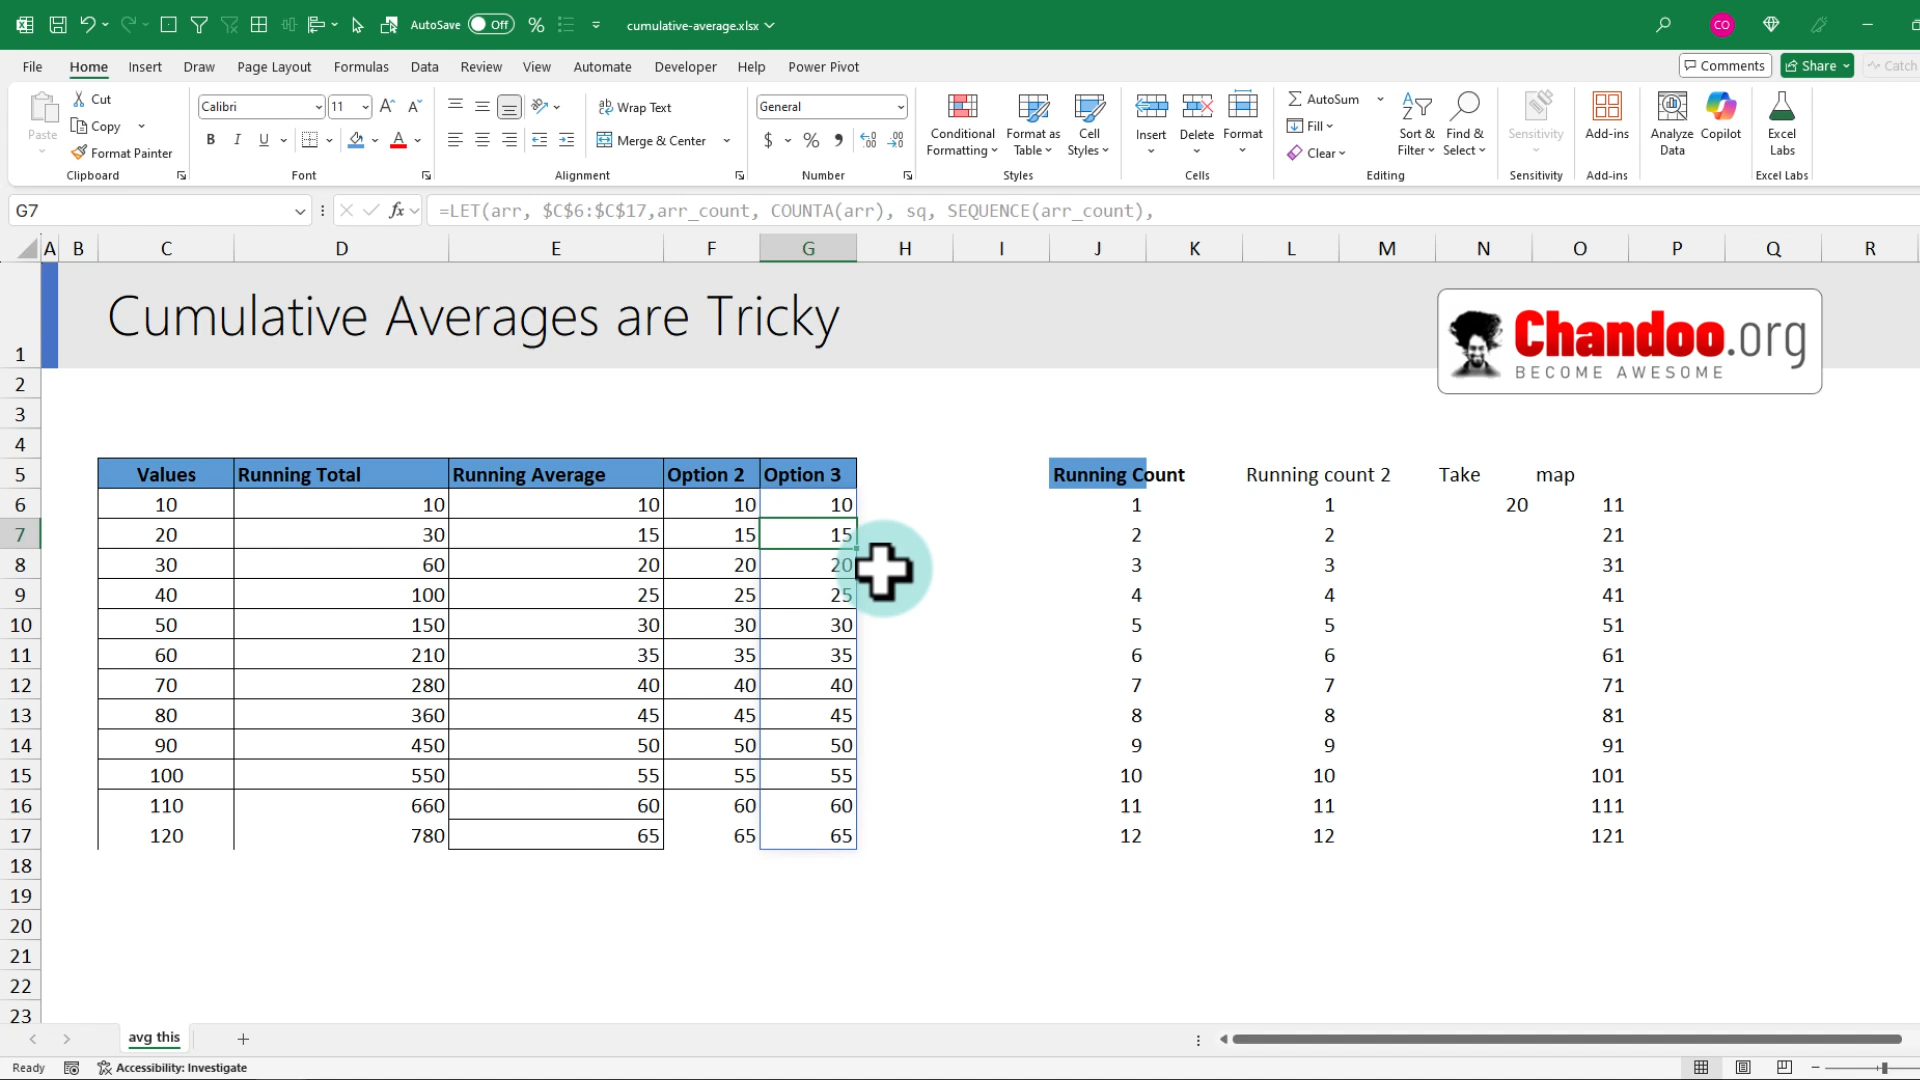 AutoSave Off cumulative-average.xlsx CO
File Home Insert Draw Page Layout Formulas Data Review View Automate Developer Help Power Pivot Comments Share Catch
Paste Cut Copy Format Painter Clipboard
Calibri 11 B I U A Font
Wrap Text Merge & Center Alignment
General $ % Number
Conditional Formatting Format as Table Cell Styles Styles
Insert Delete Format Cells
AutoSum Fill Clear Sort & Filter Find & Select Editing
Sensitivity Sensitivity
Add-ins Add-ins
Analyze Data Copilot
Excel Labs Excel Labs
G7 fx =LET(arr, $C$6:$C$17,arr_count, COUNTA(arr), sq, SEQUENCE(arr_count),
A B C D E F G H I J K L M N O P Q R
1 Cumulative Averages are Tricky
Chandoo.org
BECOME AWESOME
2
3
4
5 Values Running Total Running Average Option 2 Option 3 Running Count Running count 2 Take map
6 10 10 10 10 10 1 1 20 11
7 20 30 15 15 15 2 2 21
8 30 60 20 20 20 3 3 31
9 40 100 25 25 25 4 4 41
10 50 150 30 30 30 5 5 51
11 60 210 35 35 35 6 6 61
12 70 280 40 40 40 7 7 71
13 80 360 45 45 45 8 8 81
14 90 450 50 50 50 9 9 91
15 100 550 55 55 55 10 10 101
16 110 660 60 60 60 11 11 111
17 120 780 65 65 65 12 12 121
18
19
20
21
22
23
avg this
Ready Accessibility: Investigate